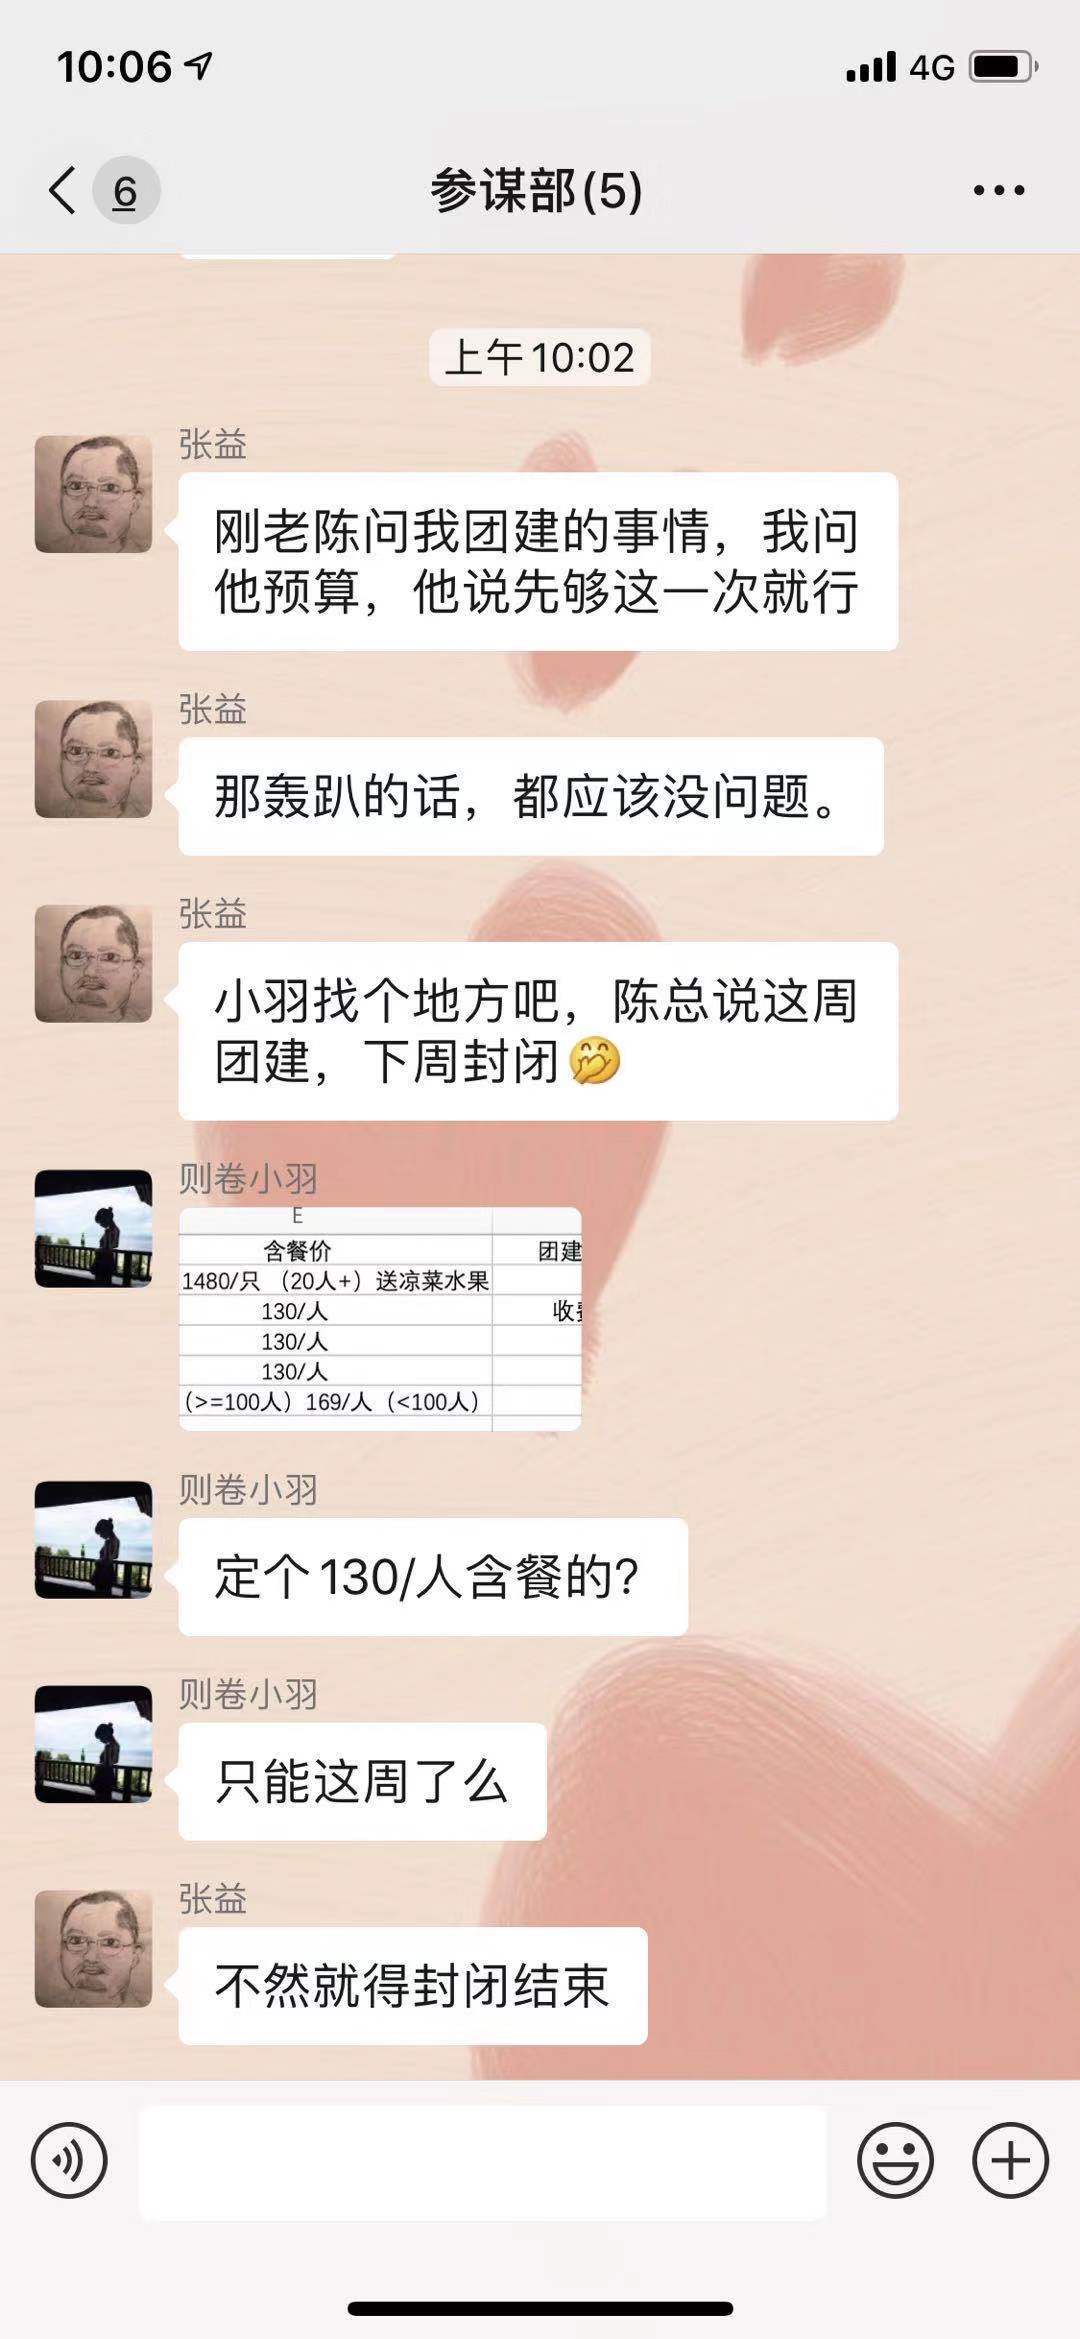 10:06
4G
6
参谋部(5)
上午10:02
张益
刚老陈问我团建的事情，我问
他预算，他说先够这一次就行
张益
那轰趴的话，都应该没问题。
张益
小羽找个地方吧，陈总说这周
团建，下周封闭🤭
则卷小羽
E
含餐价
团建
1480/只 （20人+）送凉菜水果
130/人
收
130/人
130/人
(>=100人）169/人（<100人）
则卷小羽
定个130/人含餐的?
则卷小羽
只能这周了么
张益
不然就得封闭结束